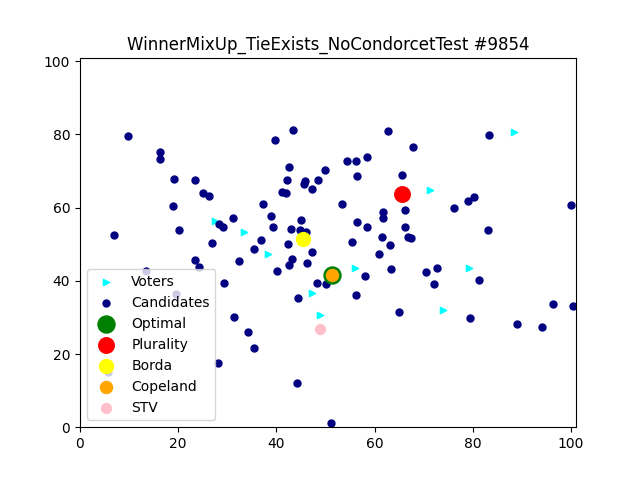 WinnerMixUp_TieExists_NoCondorcetTest #9854
100
80
60
40
20
0
0 20 40 60 80 100
Voters
Candidates
Optimal
Plurality
Borda
Copeland
STV